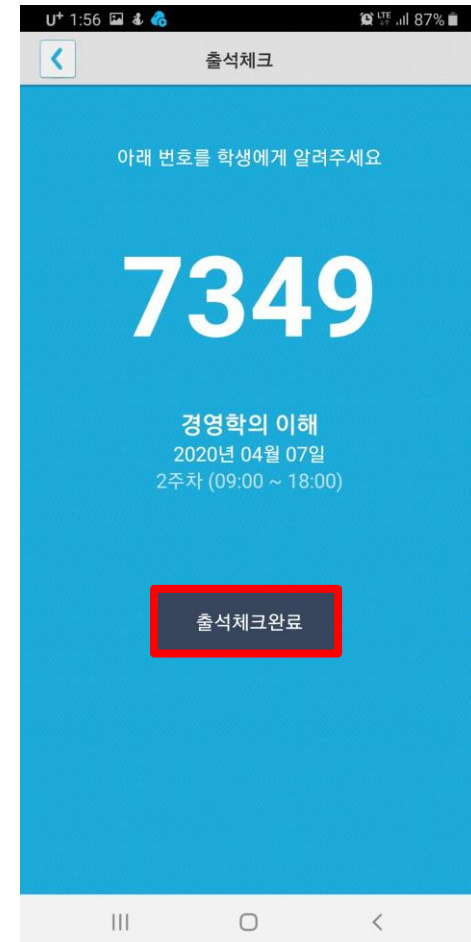 U+ 1:56 LTE 87%
출석체크
아래 번호를 학생에게 알려주세요
7349
경영학의 이해
2020년 04월 07일
2주차 (09:00 ~ 18:00)
출석체크완료